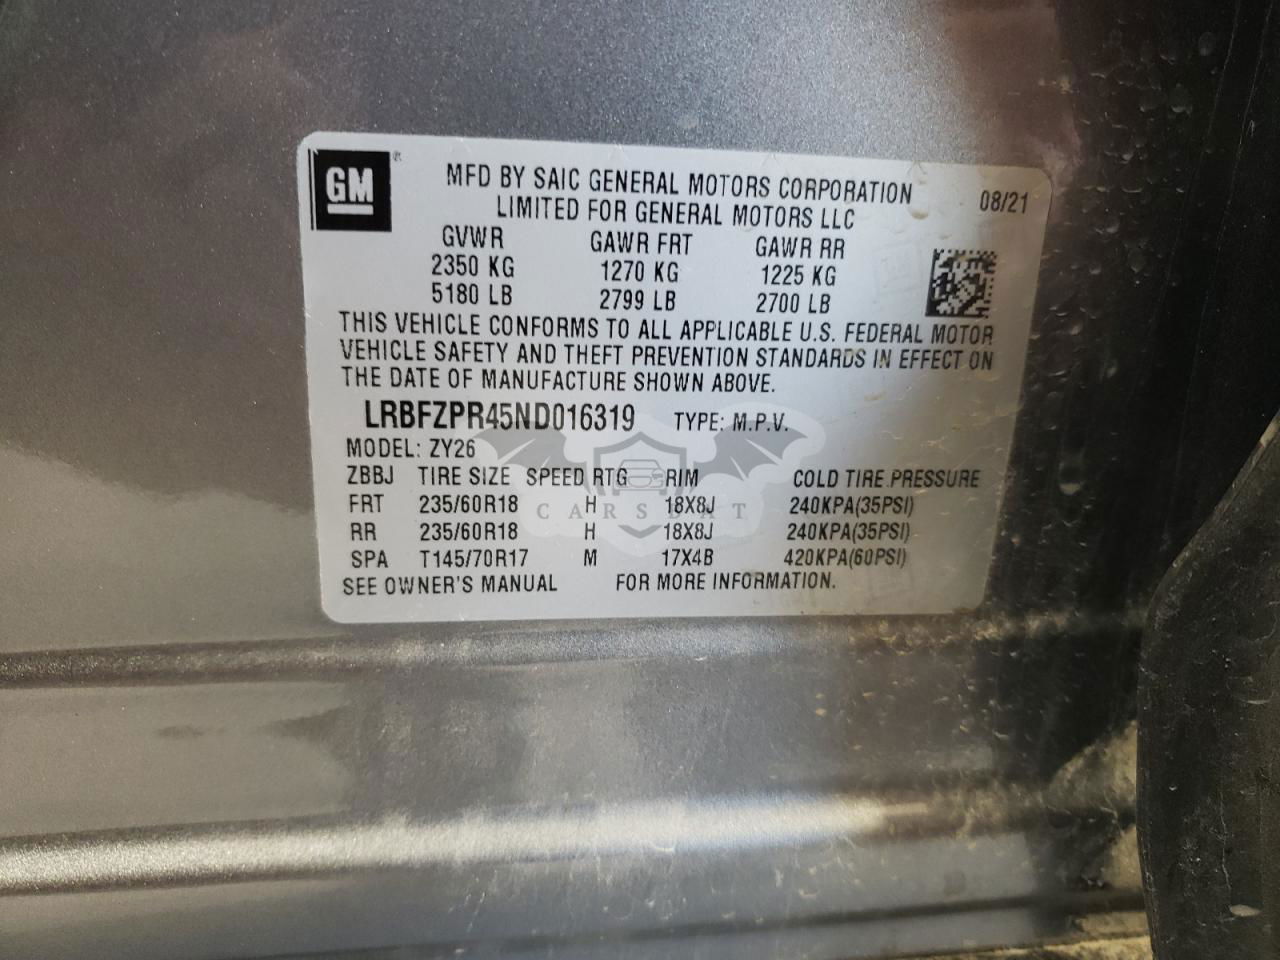 GM® MFD BY SAIC GENERAL MOTORS CORPORATION 08/21
LIMITED FOR GENERAL MOTORS LLC
GVWR GAWR FRT GAWR RR
2350 KG 1270 KG 1225 KG
5180 LB 2799 LB 2700 LB
THIS VEHICLE CONFORMS TO ALL APPLICABLE U.S. FEDERAL MOTOR
VEHICLE SAFETY AND THEFT PREVENTION STANDARDS IN EFFECT ON
THE DATE OF MANUFACTURE SHOWN ABOVE.
LRBFZPR45ND016319 TYPE: M.P.V.
MODEL: ZY26
ZBBJ TIRE SIZE SPEED RTG RIM COLD TIRE PRESSURE
FRT 235/60R18 H 18X8J 240KPA(35PSI)
CARSDAT
RR 235/60R18 H 18X8J 240KPA(35PSI)
SPA T145/70R17 M 17X4B 420KPA(60PSI)
SEE OWNER'S MANUAL FOR MORE INFORMATION.